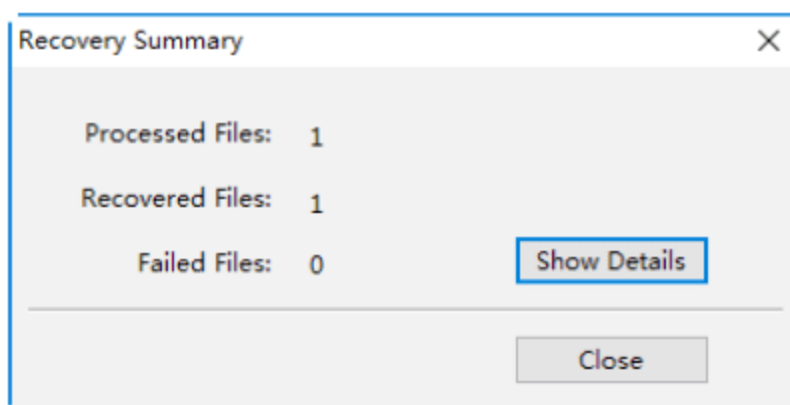 Recovery Summary
Processed Files: 1
Recovered Files: 1
Failed Files: 0
Show Details
Close